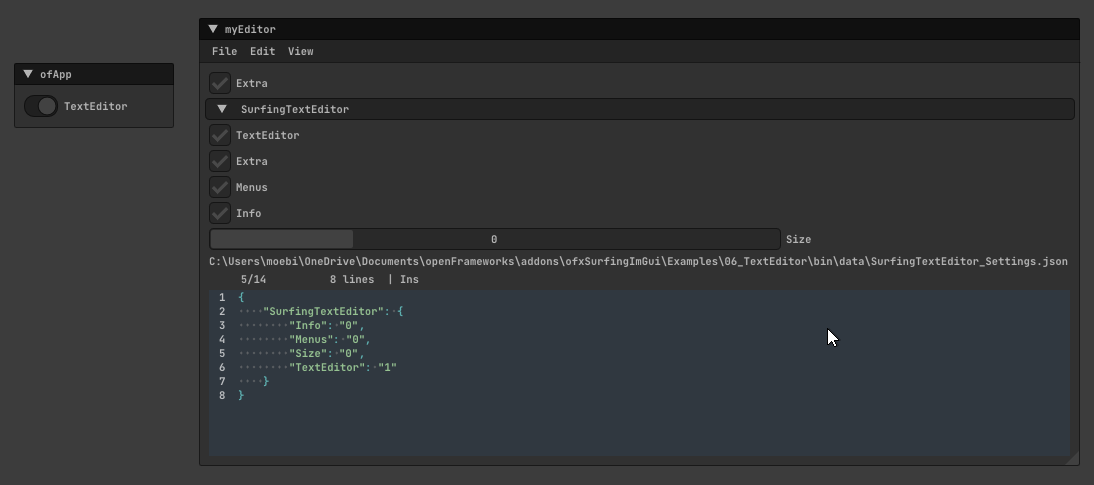 ofApp
TextEditor
myEditor
File Edit View
Extra
SurfingTextEditor
TextEditor
Extra
Menus
Info
0 Size
C:\Users\moebi\OneDrive\Documents\openFrameworks\addons\ofxSurfingImGui\Examples\06_TextEditor\bin\data\SurfingTextEditor_Settings.json
5/14 8 lines | Ins
1 {
2 ····"SurfingTextEditor":·{
3 ········"Info":·"0",
4 ········"Menus":·"0",
5 ········"Size":·"0",
6 ········"TextEditor":·"1"
7 ····}
8 }